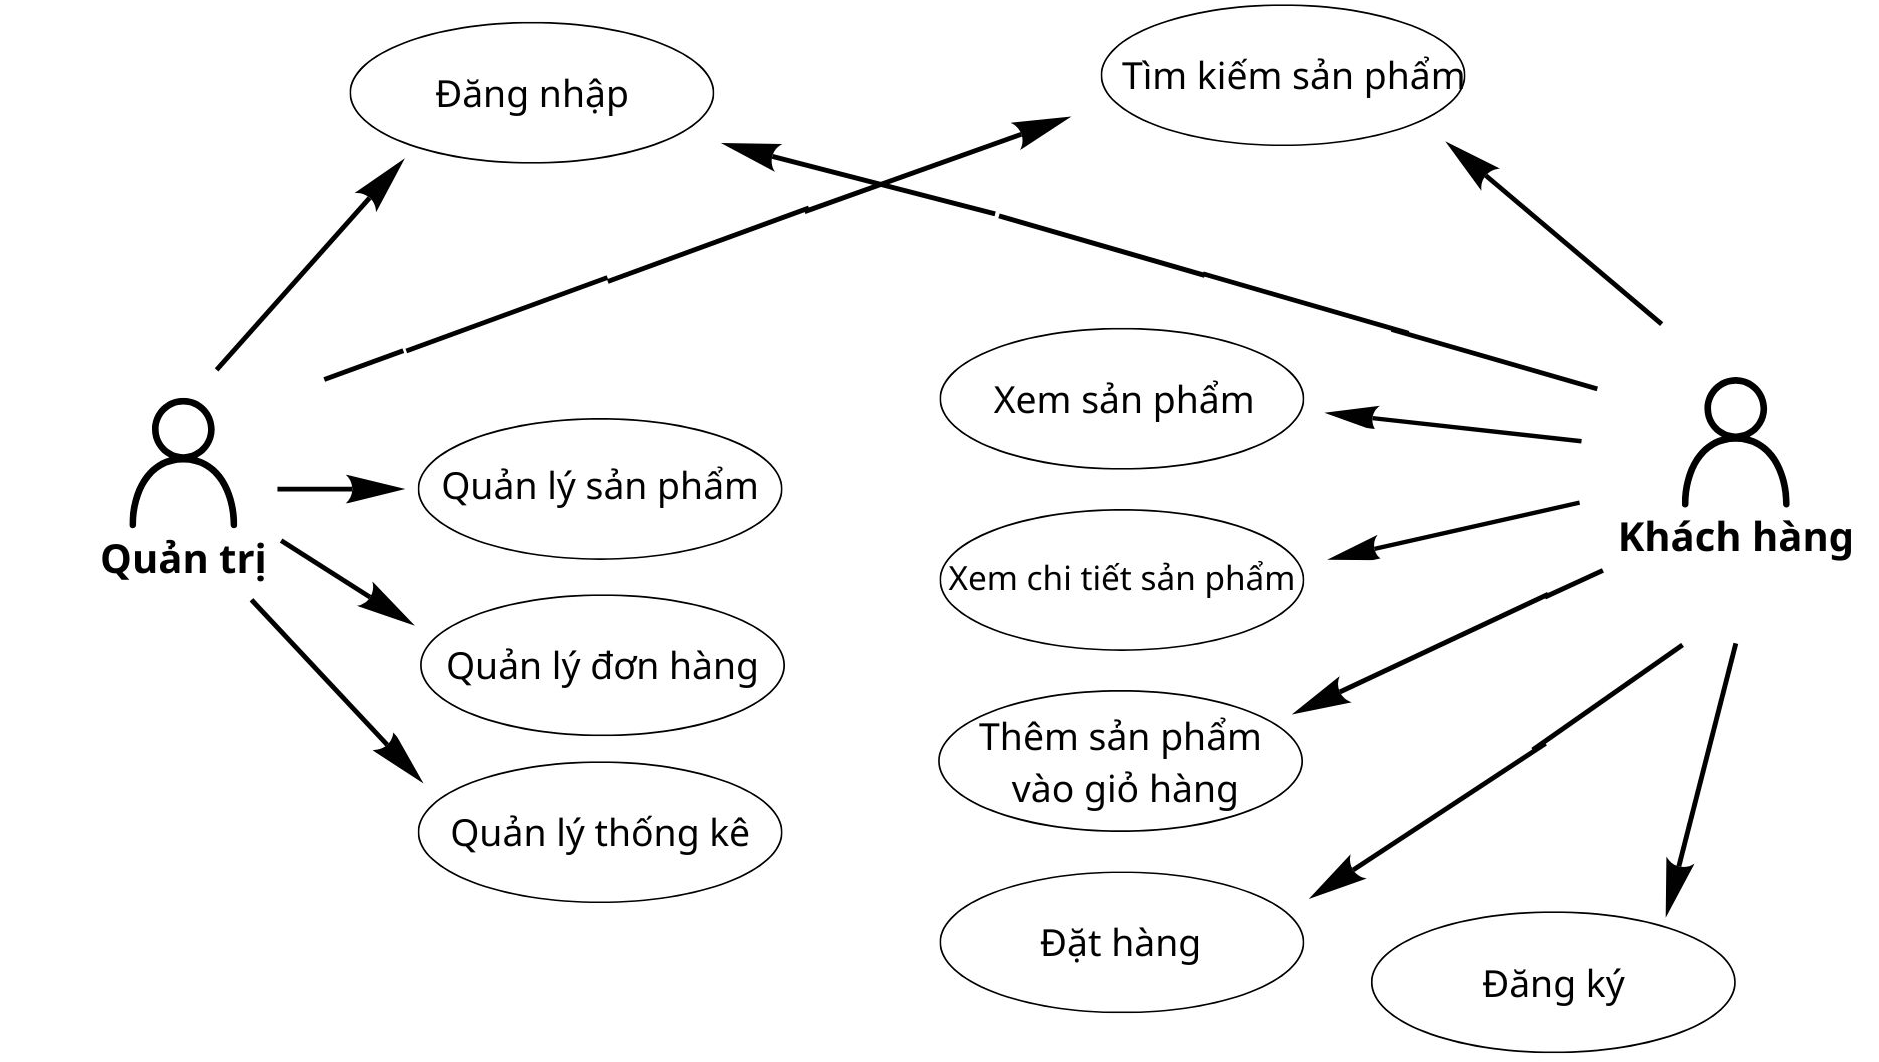 Đăng nhập
Tìm kiếm sản phẩm
Xem sản phẩm
Quản lý sản phẩm
Khách hàng
Quản trị
Xem chi tiết sản phẩm
Quản lý đơn hàng
Thêm sản phẩm
vào giỏ hàng
Quản lý thống kê
Đặt hàng
Đăng ký